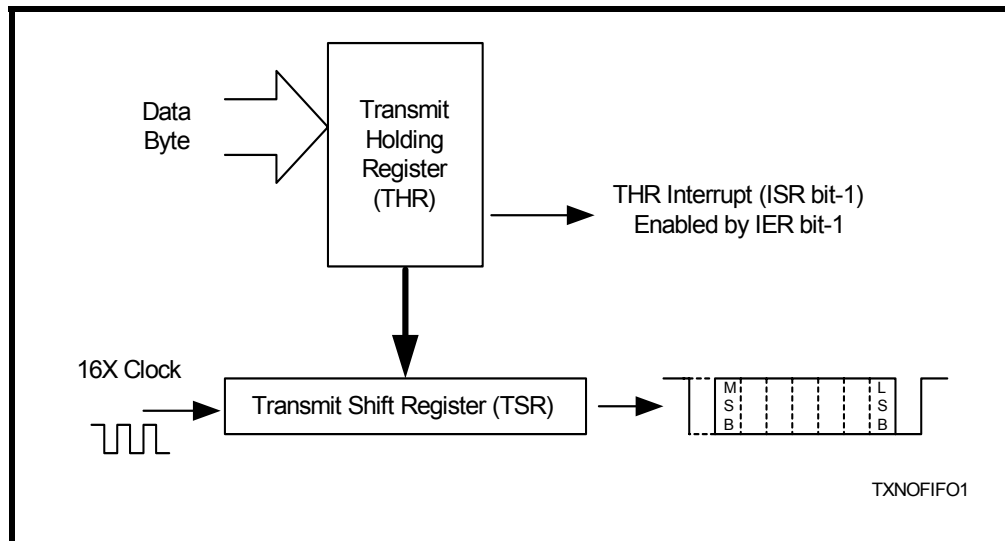 Data
Byte
Transmit
Holding
Register
(THR)
THR Interrupt (ISR bit-1)
Enabled by IER bit-1
16X Clock
Transmit Shift Register (TSR)
M
S
B
L
S
B
TXNOFIFO1